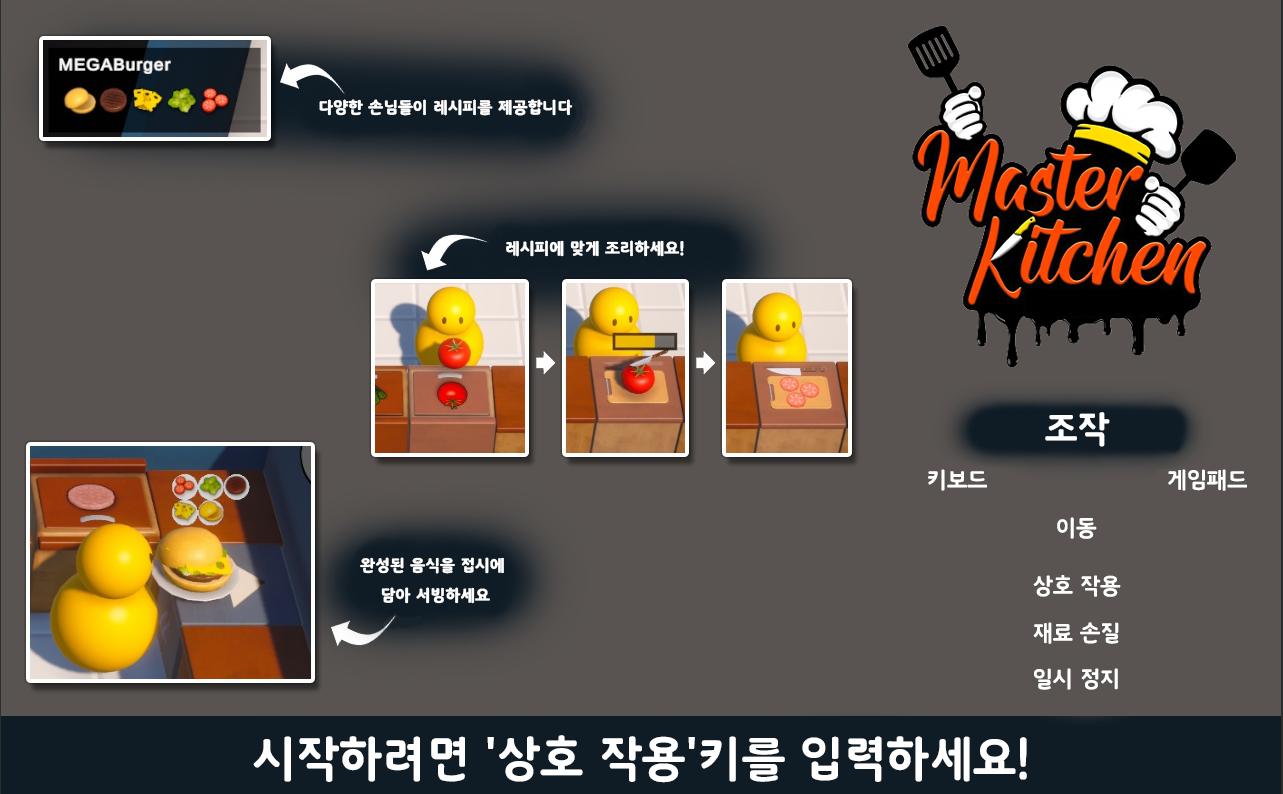 MEGABurger
다양한 손님들이 레시피를 제공합니다
레시피에 맞게 조리하세요!
완성된 음식을 접시에
담아 서빙하세요
Master
Kitchen
조작
키보드 게임패드
이동
상호 작용
재료 손질
일시 정지
시작하려면 '상호 작용'키를 입력하세요!